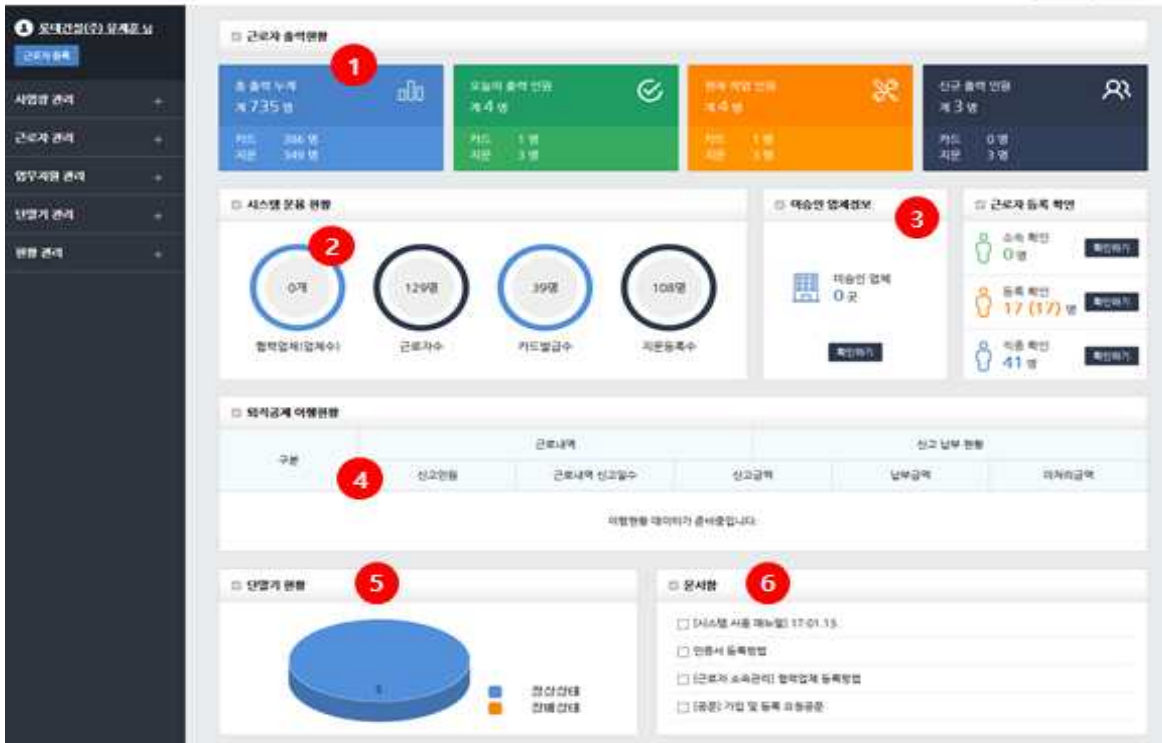 롯데건설(주) 유계훈 님
근로자 등록
사업장 관리 +
근로자 관리 +
업무지원 관리 +
단말기 관리 +
현황 관리 +
근로자 출력현황
1
총 출력 누계
계 735 명
카드 386 명
지문 349 명
오늘의 출력 인원
계 4 명
카드 1 명
지문 3 명
현재 작업 인원
계 4 명
카드 1 명
지문 3 명
신규 출력 인원
계 3 명
카드 0 명
지문 3 명
시스템 운용 현황
2
0개
129명
39명
108명
협력업체(업체수)
근로자수
카드발급수
지문등록수
미승인 업체정보
3
미승인 업체
0 곳
확인하기
근로자 등록 확인
소속 확인
0 명
확인하기
등록 확인
17 (17) 명
확인하기
직종 확인
41 명
확인하기
퇴직공제 이행현황
4
구분
근로내역
신고 납부 현황
신고인원
근로내역 신고일수
신고금액
납부금액
미처리금액
이행현황 데이터가 준비중입니다.
단말기 현황
5
정상상태
장애상태
문서함
6
[시스템 사용 매뉴얼] 17.01.13.
인증서 등록방법
[근로자 소속관리] 협력업체 등록방법
[공문] 가입 및 등록 요청공문